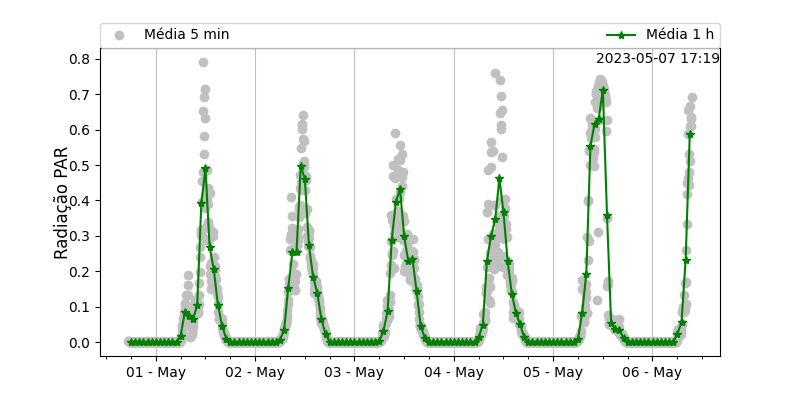 Média 5 min
Média 1 h
2023-05-07 17:19
Radiação PAR
0.8
0.7
0.6
0.5
0.4
0.3
0.2
0.1
0.0
01 - May
02 - May
03 - May
04 - May
05 - May
06 - May